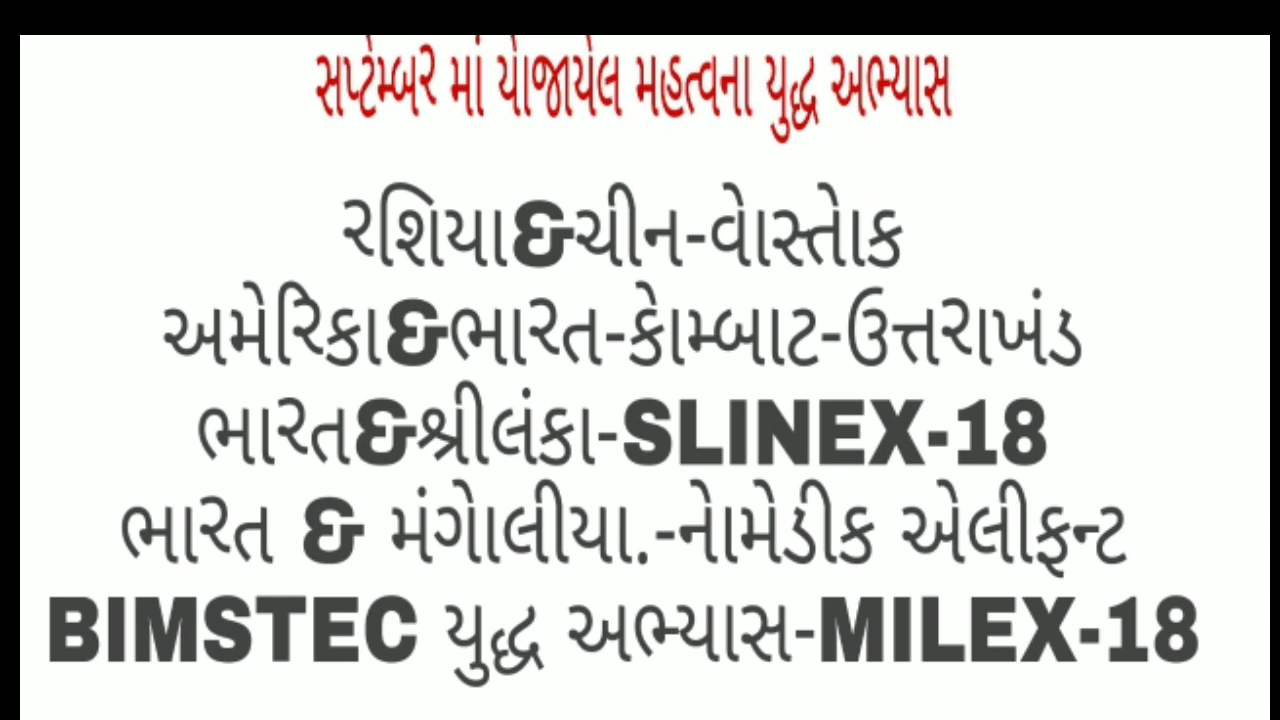 સપ્ટેમ્બર માં યોજાયેલ મહત્વના યુદ્ધ અભ્યાસ
રશિયા&ચીન-વોસ્તોક
અમેરિકા&ભારત-કોમ્બાટ-ઉત્તરાખંડ
ભારત&શ્રીલંકા-SLINEX-18
ભારત & મંગોલીયા.-નોમેડીક એલીફન્ટ
BIMSTEC યુદ્ધ અભ્યાસ-MILEX-18